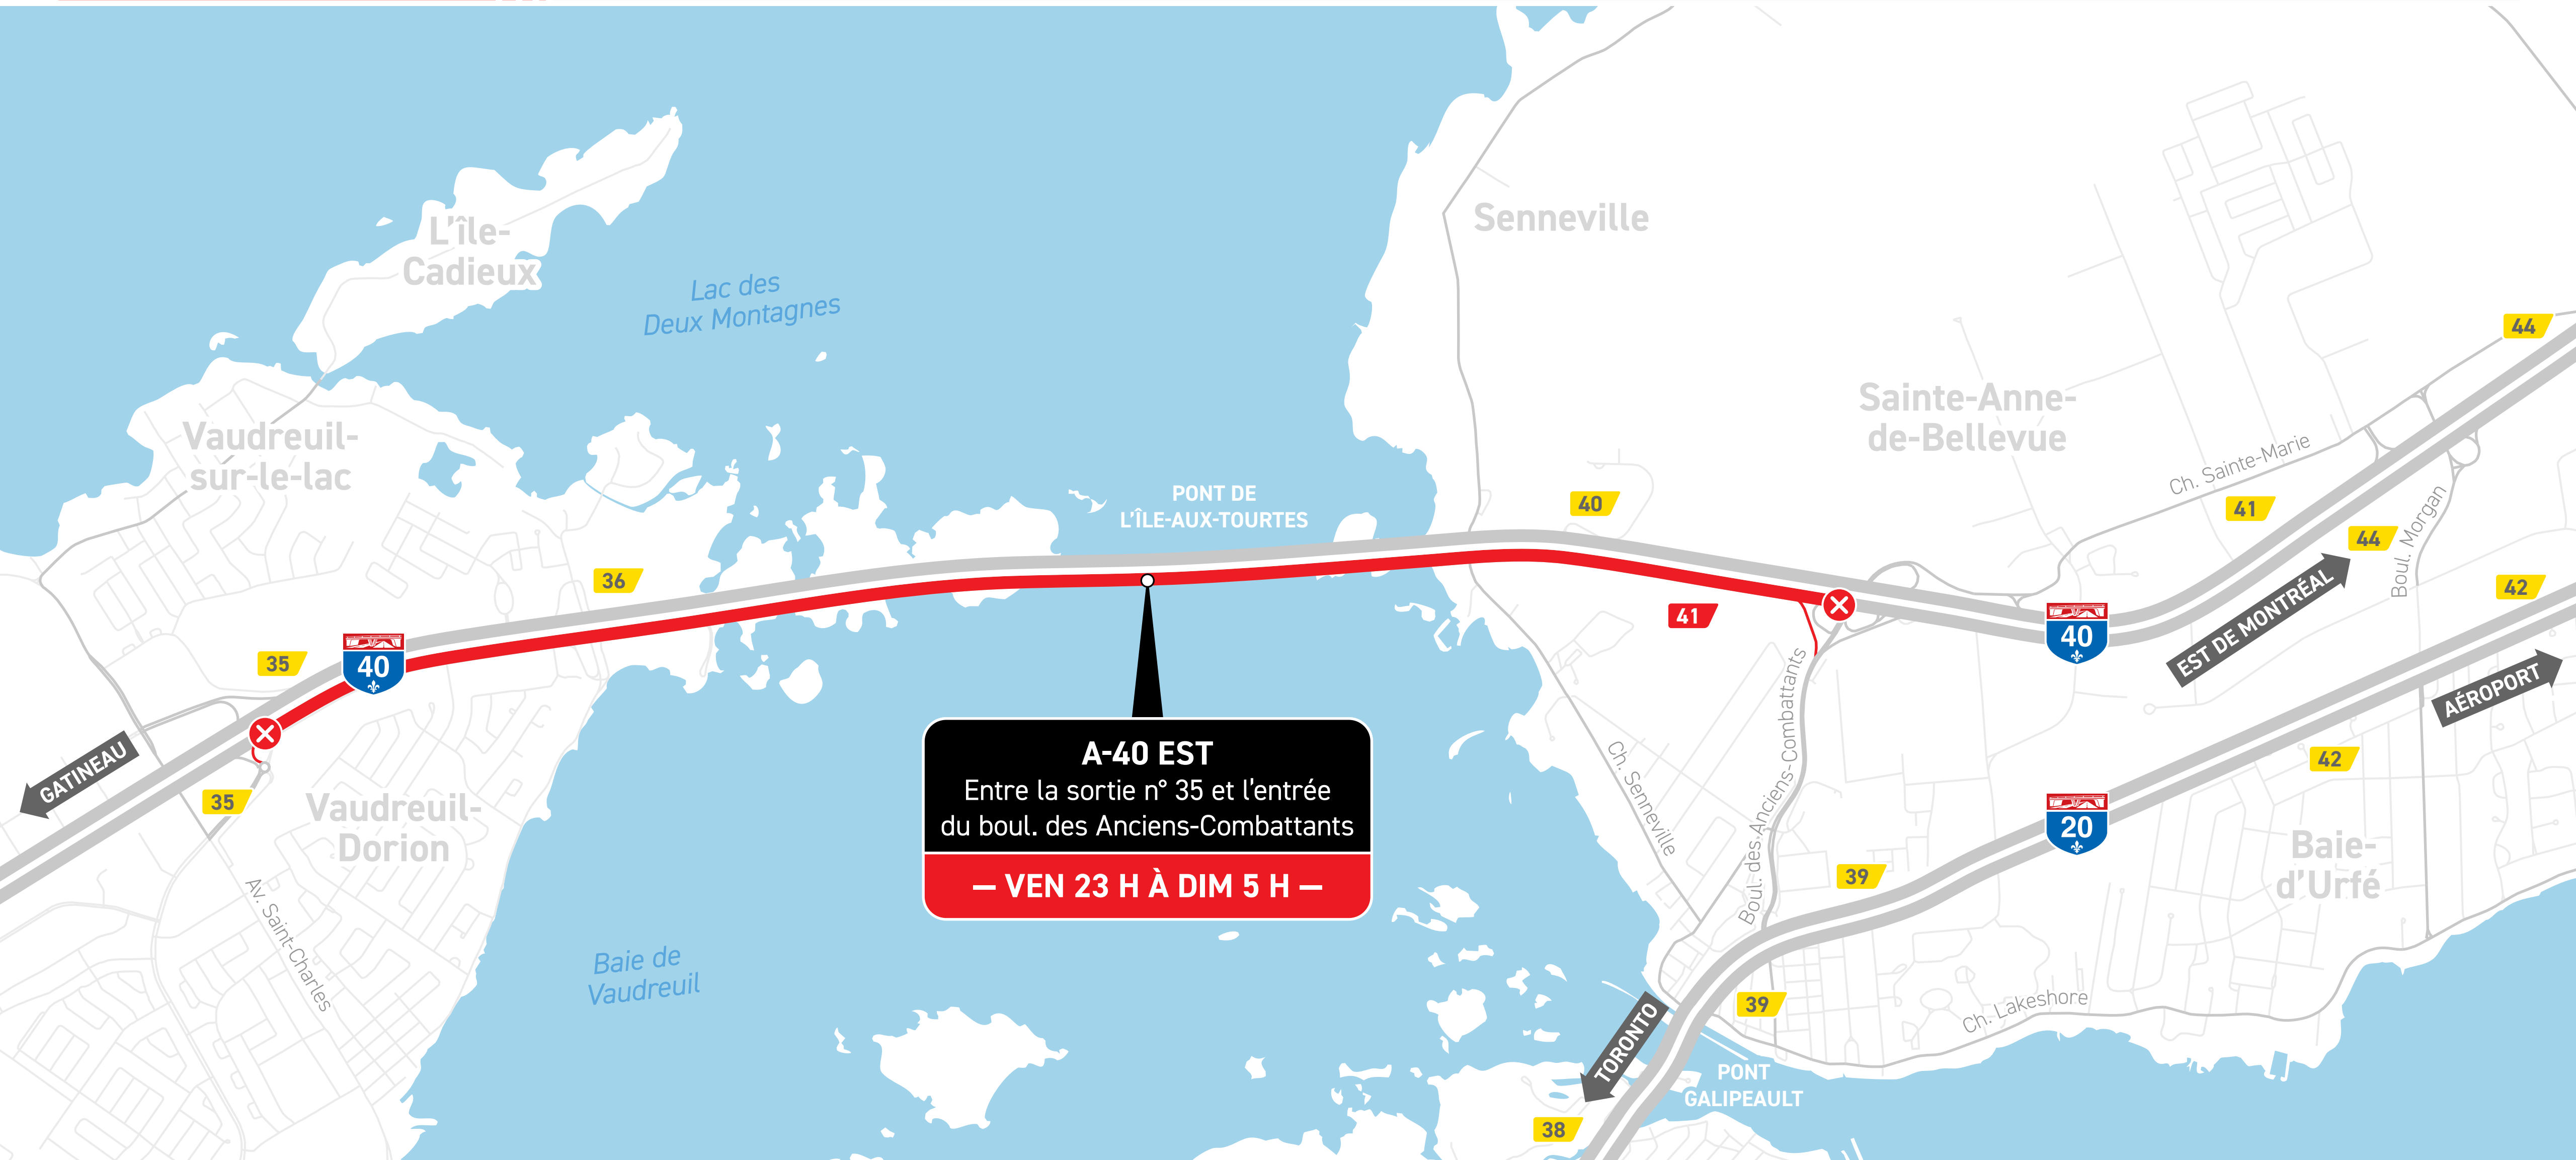 L'île-
Cadieux
Lac des
Deux Montagnes
Senneville
44
Sainte-Anne-
de-Bellevue
Vaudreuil-
sur-le-lac
Ch. Sainte-Marie
PONT DE
L'ÎLE-AUX-TOURTES
40
41
44
Boul. Morgan
36
42
41
40
EST DE MONTRÉAL
35
40
AÉROPORT
GATINEAU
35
Vaudreuil-
Dorion
A-40 EST
Entre la sortie n° 35 et l'entrée
du boul. des Anciens-Combattants
— VEN 23 H À DIM 5 H —
Ch. Senneville
Boul. des Anciens-Combattants
42
20
Baie-
d'Urfé
39
Av. Saint-Charles
Baie de
Vaudreuil
39
Ch. Lakeshore
TORONTO
PONT
GALIPEAULT
38